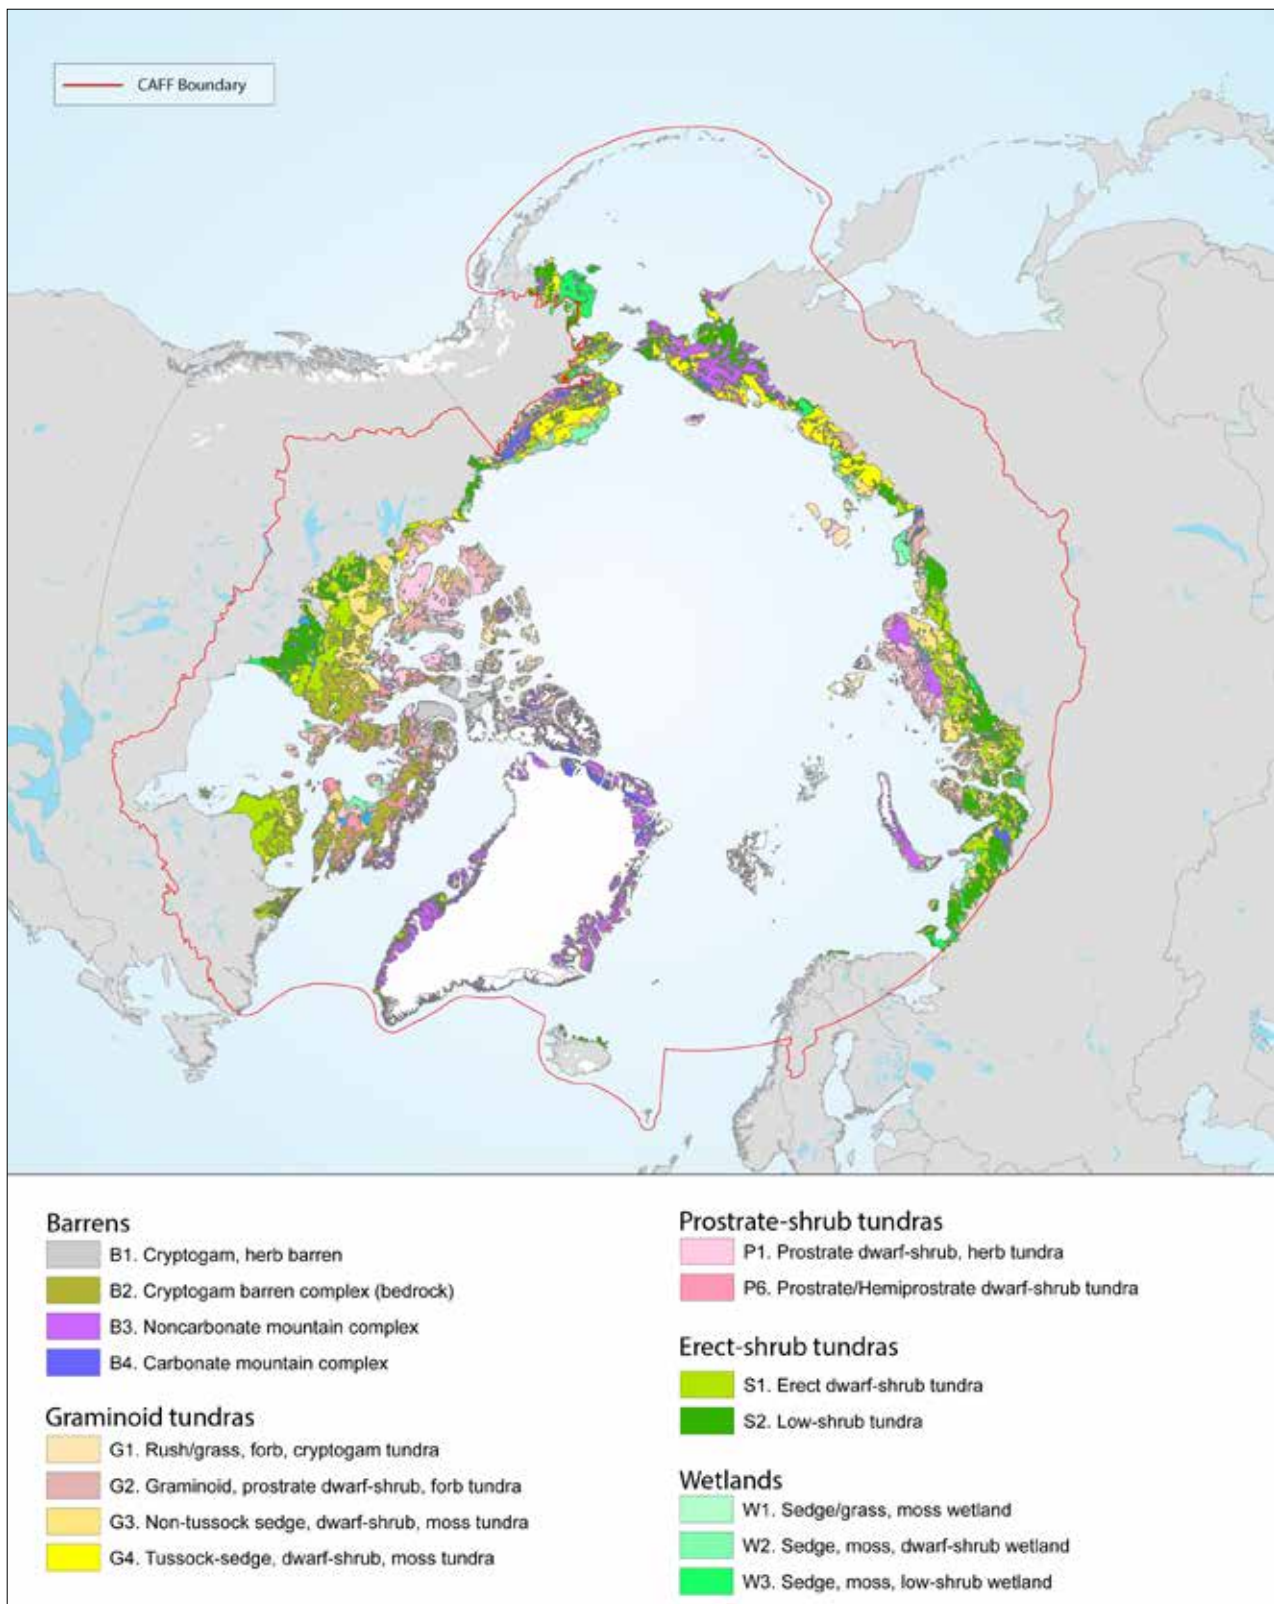 CAFF Boundary
Barrens
B1. Cryptogam, herb barren
B2. Cryptogam barren complex (bedrock)
B3. Noncarbonate mountain complex
B4. Carbonate mountain complex
Graminoid tundras
G1. Rush/grass, forb, cryptogam tundra
G2. Graminoid, prostrate dwarf-shrub, forb tundra
G3. Non-tussock sedge, dwarf-shrub, moss tundra
G4. Tussock-sedge, dwarf-shrub, moss tundra
Prostrate-shrub tundras
P1. Prostrate dwarf-shrub, herb tundra
P6. Prostrate/Hemiprostrate dwarf-shrub tundra
Erect-shrub tundras
S1. Erect dwarf-shrub tundra
S2. Low-shrub tundra
Wetlands
W1. Sedge/grass, moss wetland
W2. Sedge, moss, dwarf-shrub wetland
W3. Sedge, moss, low-shrub wetland